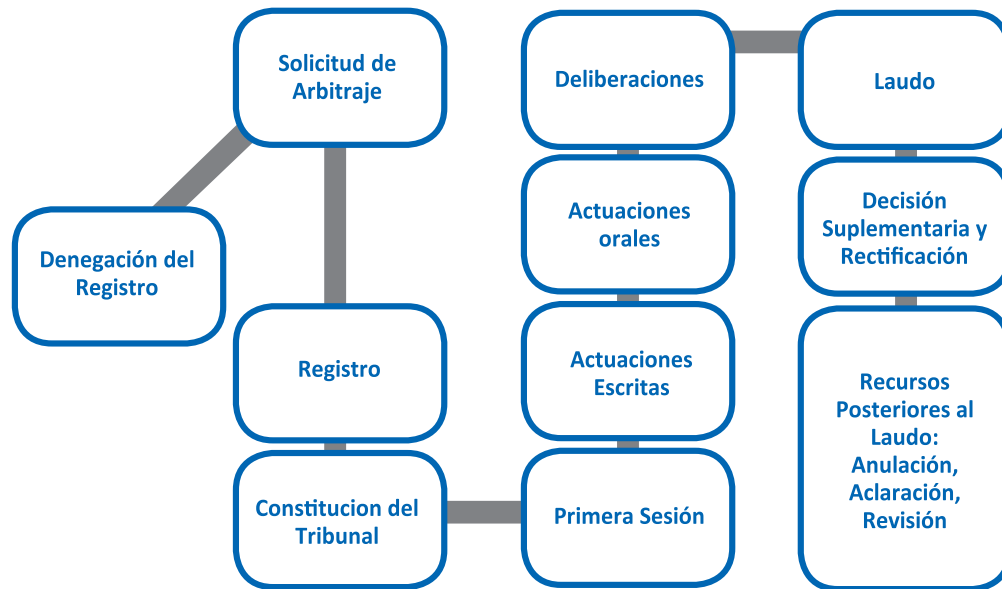 Solicitud de
Arbitraje
Denegación del
Registro
Registro
Constitucion del
Tribunal
Primera Sesión
Actuaciones
Escritas
Actuaciones
orales
Deliberaciones
Laudo
Decisión
Suplementaria y
Rectificación
Recursos
Posteriores al
Laudo:
Anulación,
Aclaración,
Revisión